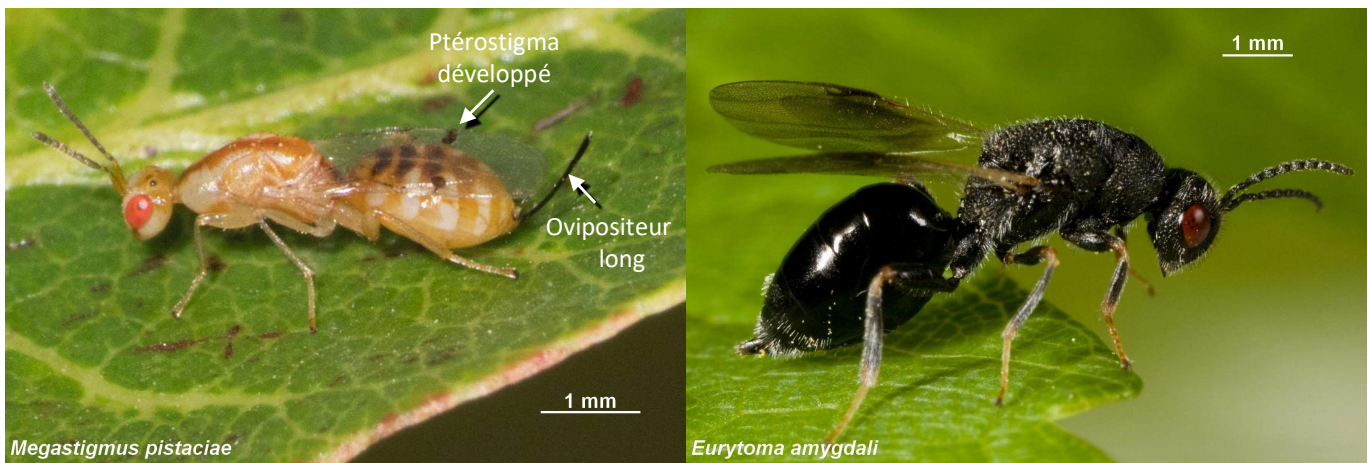 Ptérostigma
développé
Ovipositeur
long
1 mm
Megastigmus pistaciae
1 mm
Eurytoma amygdali